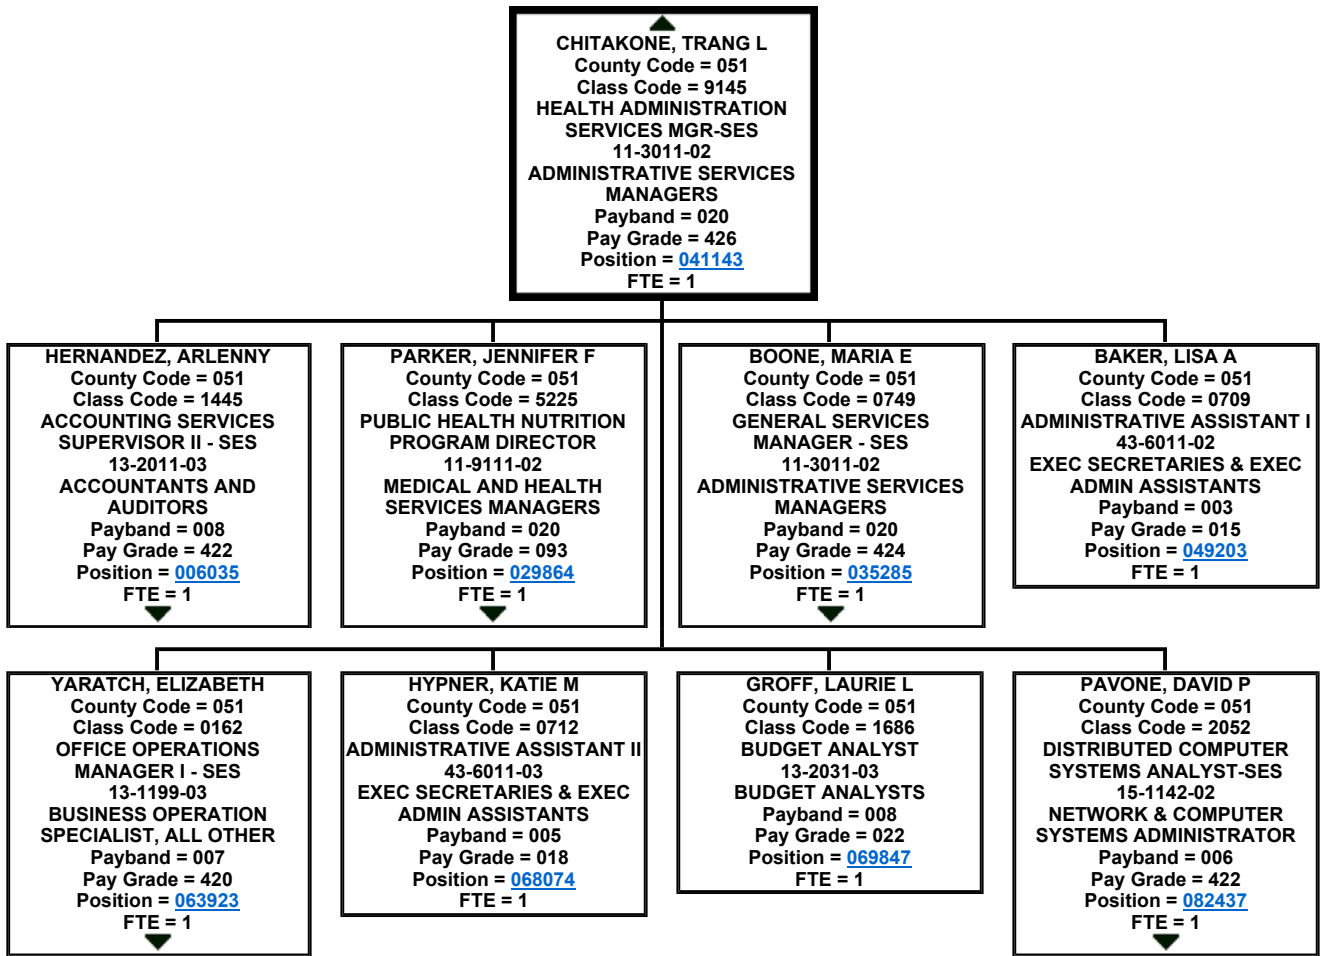 CHITAKONE, TRANG L
County Code = 051
Class Code = 9145
HEALTH ADMINISTRATION
SERVICES MGR-SES
11-3011-02
ADMINISTRATIVE SERVICES
MANAGERS
Payband = 020
Pay Grade = 426
Position = 041143
FTE = 1
HERNANDEZ, ARLENNY
County Code = 051
Class Code = 1445
ACCOUNTING SERVICES
SUPERVISOR II - SES
13-2011-03
ACCOUNTANTS AND
AUDITORS
Payband = 008
Pay Grade = 422
Position = 006035
FTE = 1
PARKER, JENNIFER F
County Code = 051
Class Code = 5225
PUBLIC HEALTH NUTRITION
PROGRAM DIRECTOR
11-9111-02
MEDICAL AND HEALTH
SERVICES MANAGERS
Payband = 020
Pay Grade = 093
Position = 029864
FTE = 1
BOONE, MARIA E
County Code = 051
Class Code = 0749
GENERAL SERVICES
MANAGER - SES
11-3011-02
ADMINISTRATIVE SERVICES
MANAGERS
Payband = 020
Pay Grade = 424
Position = 035285
FTE = 1
BAKER, LISA A
County Code = 051
Class Code = 0709
ADMINISTRATIVE ASSISTANT I
43-6011-02
EXEC SECRETARIES & EXEC
ADMIN ASSISTANTS
Payband = 003
Pay Grade = 015
Position = 049203
FTE = 1
YARATCH, ELIZABETH
County Code = 051
Class Code = 0162
OFFICE OPERATIONS
MANAGER I - SES
13-1199-03
BUSINESS OPERATION
SPECIALIST, ALL OTHER
Payband = 007
Pay Grade = 420
Position = 063923
FTE = 1
HYPNER, KATIE M
County Code = 051
Class Code = 0712
ADMINISTRATIVE ASSISTANT II
43-6011-03
EXEC SECRETARIES & EXEC
ADMIN ASSISTANTS
Payband = 005
Pay Grade = 018
Position = 068074
FTE = 1
GROFF, LAURIE L
County Code = 051
Class Code = 1686
BUDGET ANALYST
13-2031-03
BUDGET ANALYSTS
Payband = 008
Pay Grade = 022
Position = 069847
FTE = 1
PAVONE, DAVID P
County Code = 051
Class Code = 2052
DISTRIBUTED COMPUTER
SYSTEMS ANALYST-SES
15-1142-02
NETWORK & COMPUTER
SYSTEMS ADMINISTRATOR
Payband = 006
Pay Grade = 422
Position = 082437
FTE = 1